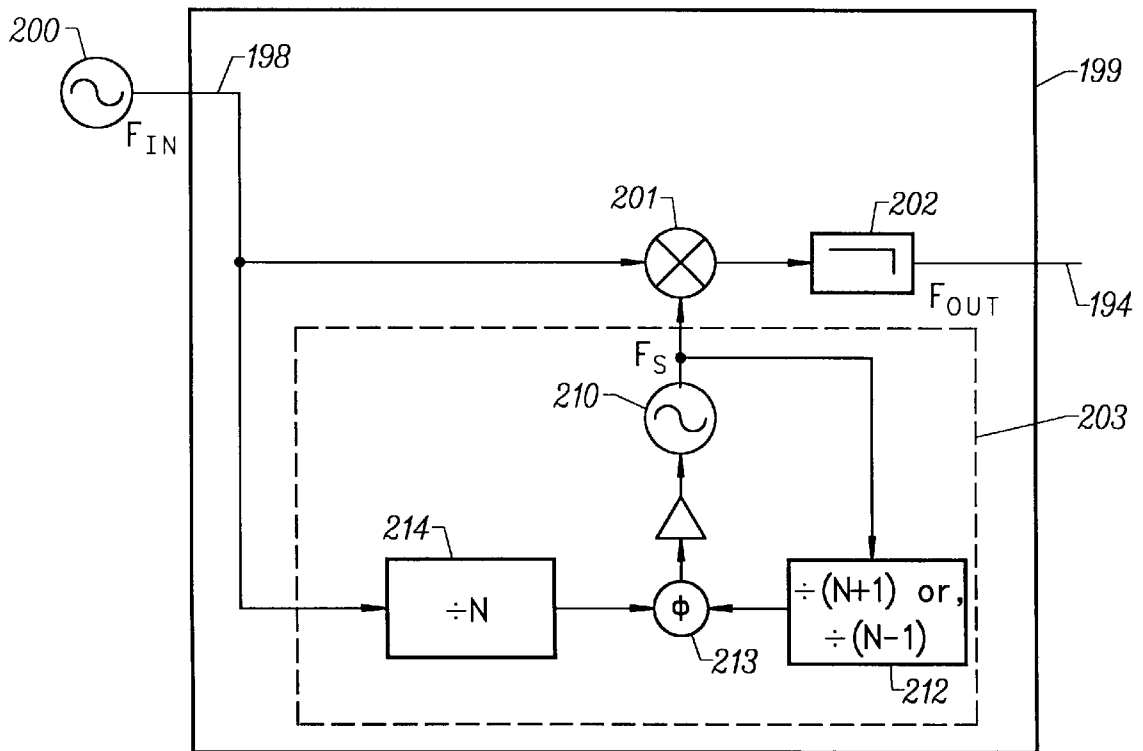 200
198
199
F_IN
201
202
F_OUT
194
F_S
210
203
214
÷N
÷(N+1) or,
÷(N-1)
ϕ
213
212